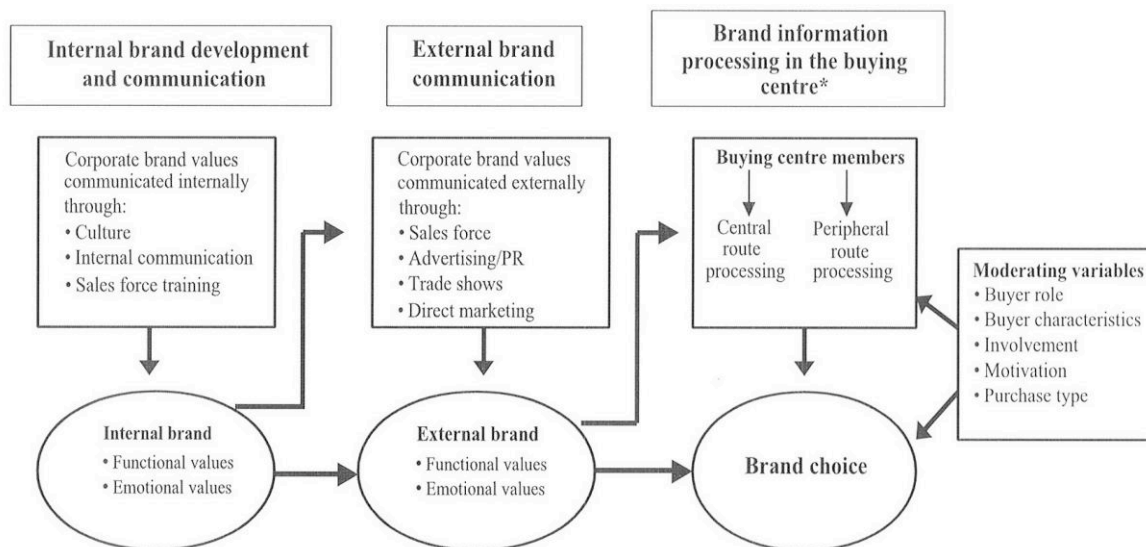 Internal brand development
and communication
External brand
communication
Brand information
processing in the buying
centre*
Corporate brand values
communicated internally
through:
• Culture
• Internal communication
• Sales force training
Corporate brand values
communicated externally
through:
• Sales force
• Advertising/PR
• Trade shows
• Direct marketing
Buying centre members
Central
route
processing
Peripheral
route
processing
Moderating variables
• Buyer role
• Buyer characteristics
• Involvement
• Motivation
• Purchase type
Internal brand
• Functional values
• Emotional values
External brand
• Functional values
• Emotional values
Brand choice